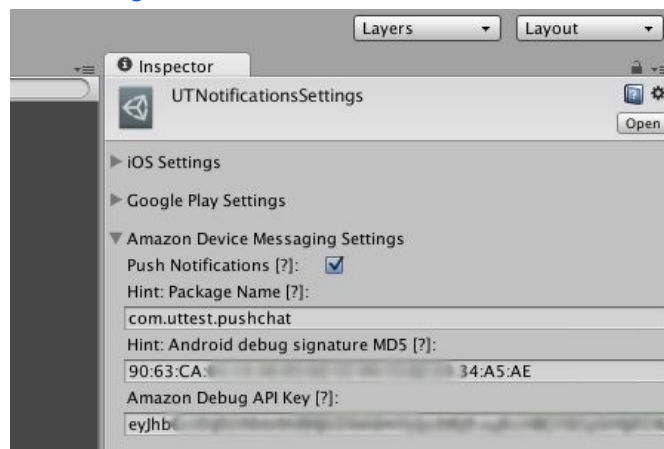 Layers Layout
Inspector
UTNotificationsSettings
Open
iOS Settings
Google Play Settings
Amazon Device Messaging Settings
Push Notifications [?]:
Hint: Package Name [?]:
com.uttest.pushchat
Hint: Android debug signature MD5 [?]:
90:63:CA: 34:A5:AE
Amazon Debug API Key [?]:
eyJhb